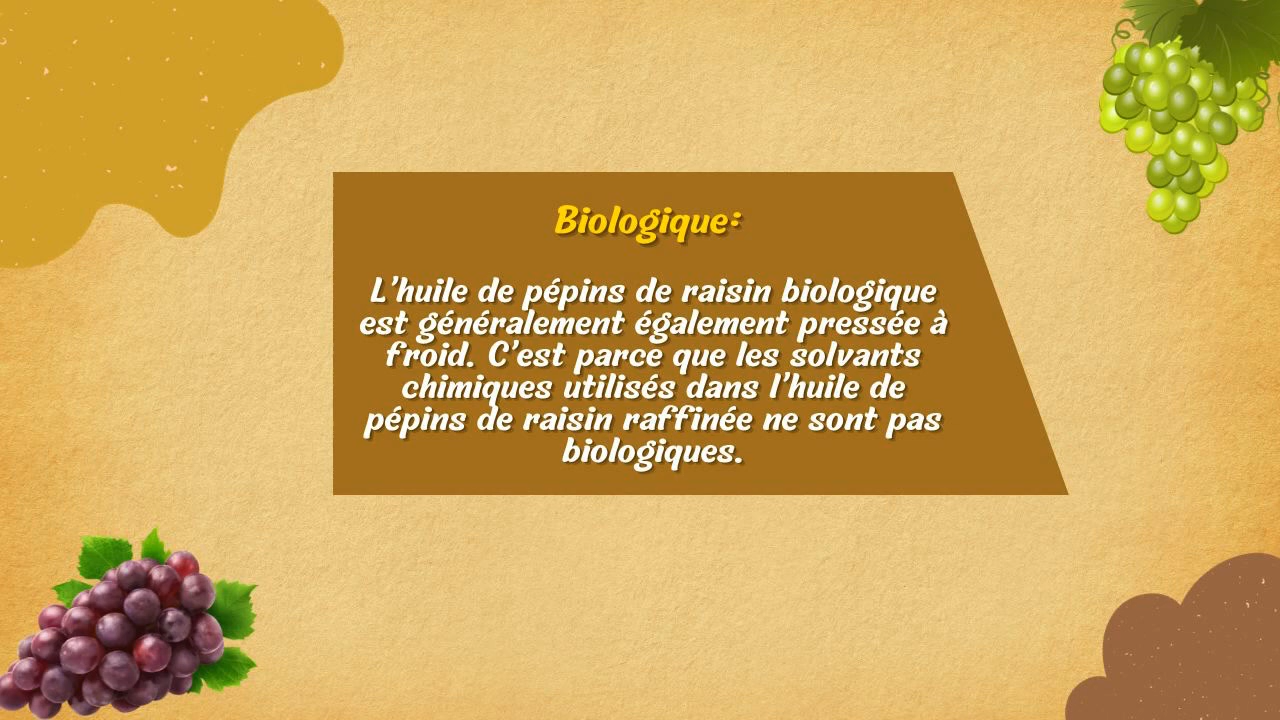 Biologique:
L'huile de pépins de raisin biologique
est généralement également pressée à
froid. C'est parce que les solvants
chimiques utilisés dans l'huile de
pépins de raisin raffinée ne sont pas
biologiques.